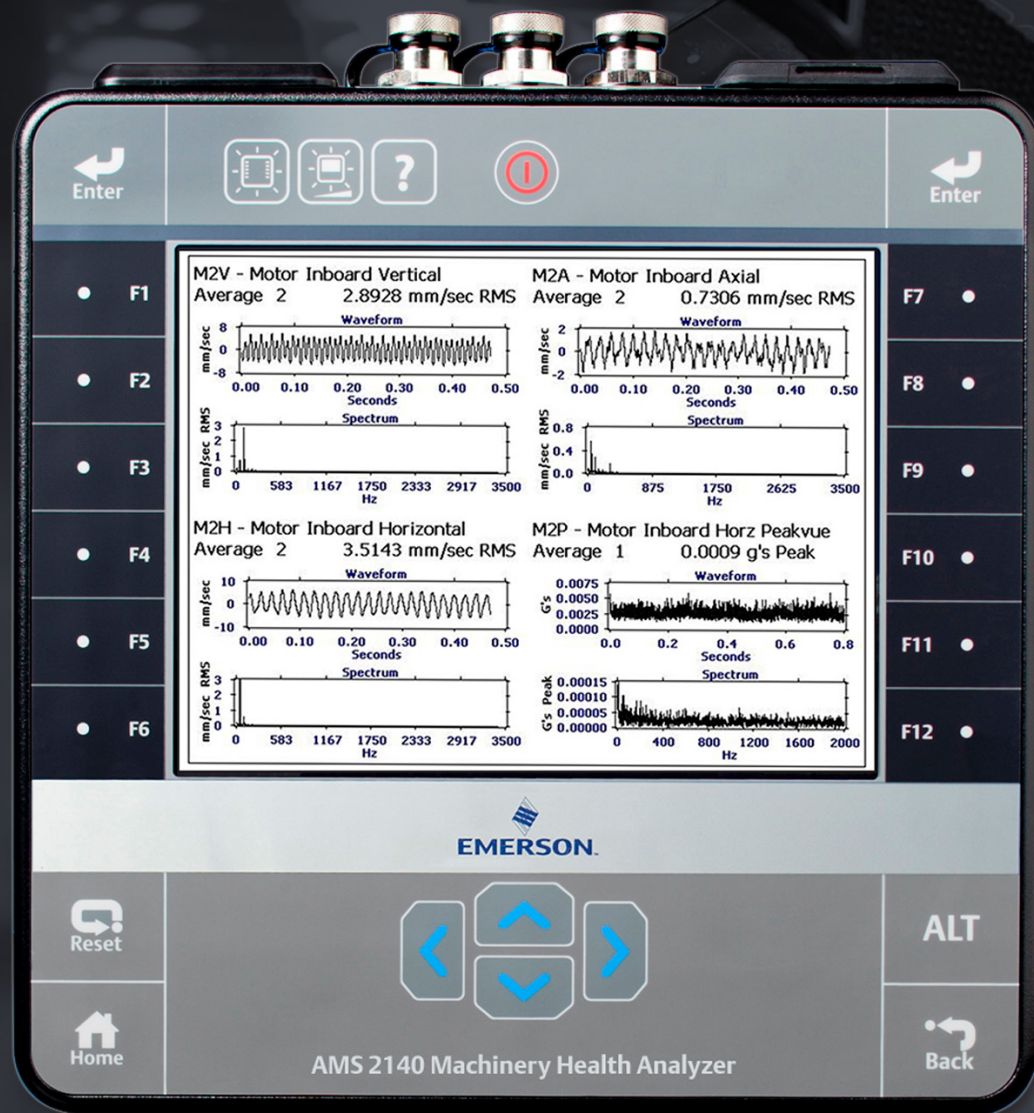 Enter
?
Enter
F1
F2
F3
F4
F5
F6
M2V - Motor Inboard Vertical
Average 2 2.8928 mm/sec RMS
Waveform
mm/sec
8
0
-8
0.00 0.10 0.20 0.30 0.40 0.50
Seconds
Spectrum
mm/sec RMS
3
2
1
0
0 583 1167 1750 2333 2917 3500
Hz
M2A - Motor Inboard Axial
Average 2 0.7306 mm/sec RMS
Waveform
mm/sec
2
0
-2
0.00 0.10 0.20 0.30 0.40 0.50
Seconds
Spectrum
mm/sec RMS
0.8
0.4
0.0
0 875 1750 2625 3500
Hz
M2H - Motor Inboard Horizontal
Average 2 3.5143 mm/sec RMS
Waveform
mm/sec
10
0
-10
0.00 0.10 0.20 0.30 0.40 0.50
Seconds
Spectrum
mm/sec RMS
3
2
1
0
0 583 1167 1750 2333 2917 3500
Hz
M2P - Motor Inboard Horz Peakvue
Average 1 0.0009 g's Peak
Waveform
G's
0.0075
0.0050
0.0025
0.0000
0.0 0.2 0.4 0.6 0.8
Seconds
Spectrum
G's Peak
0.00015
0.00010
0.00005
0.00000
0 400 800 1200 1600 2000
Hz
F7
F8
F9
F10
F11
F12
EMERSON.
Reset
ALT
Home
AMS 2140 Machinery Health Analyzer
Back